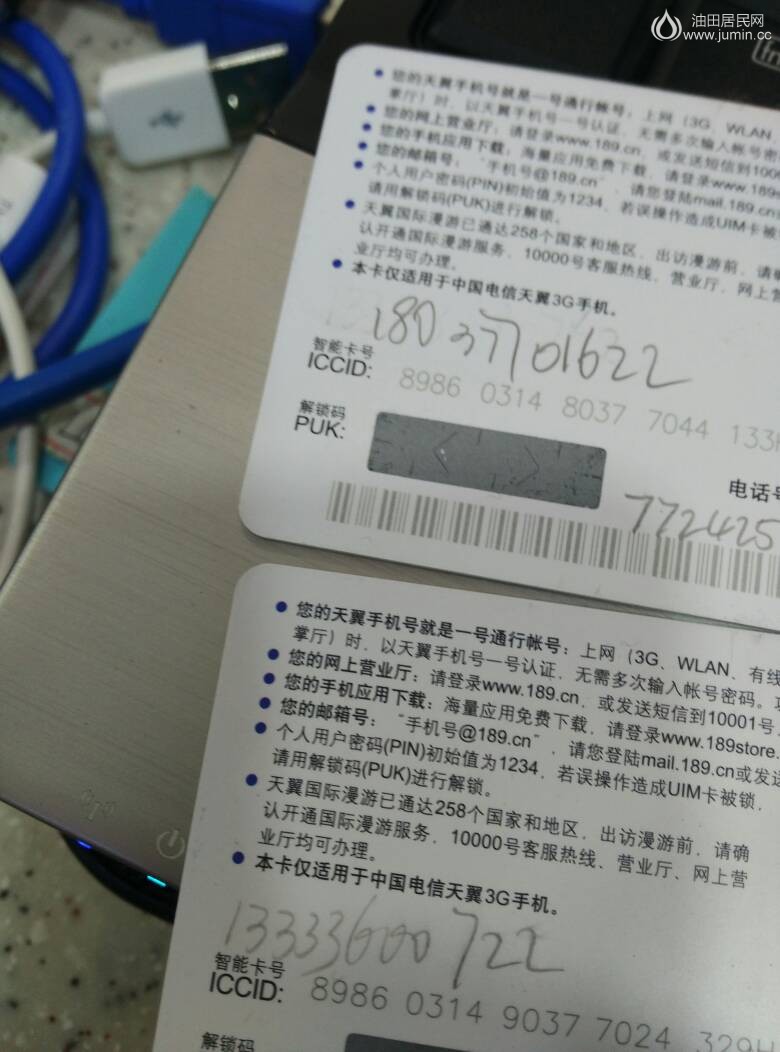 油田居民网
www.jumin.cc
• 您的天翼手机号就是一号通行帐号：上网（3G、WLAN、
掌厅）时，以天翼手机号一号认证，无需多次输入帐号密
• 您的网上营业厅：请登录www.189.cn，或发送短信到10001
• 您的手机应用下载：海量应用免费下载，请登录www.189
• 您的邮箱号：“手机号@189.cn”，请您登陆mail.189.cn
• 个人用户密码(PIN)初始值为1234，若误操作造成UIM卡被
请用解锁码(PUK)进行解锁。
• 天翼国际漫游已通达258个国家和地区，出访漫游前，请
认开通国际漫游服务，10000号客服热线、营业厅、网上
业厅均可办理。
• 本卡仅适用于中国电信天翼3G手机。
18037701622
智能卡号
ICCID: 8986 0314 8037 7044 133
解锁码
PUK:
电话号
772425
• 您的天翼手机号就是一号通行帐号：上网（3G、WLAN、有线
掌厅）时，以天翼手机号一号认证，无需多次输入帐号密码。
• 您的网上营业厅：请登录www.189.cn，或发送短信到10001号
• 您的手机应用下载：海量应用免费下载，请登录www.189store.
• 您的邮箱号：“手机号@189.cn”，请您登陆mail.189.cn或发送
• 个人用户密码(PIN)初始值为1234，若误操作造成UIM卡被锁，
请用解锁码(PUK)进行解锁。
• 天翼国际漫游已通达258个国家和地区，出访漫游前，请确
认开通国际漫游服务，10000号客服热线、营业厅、网上营
业厅均可办理。
• 本卡仅适用于中国电信天翼3G手机。
13333600722
智能卡号
ICCID: 8986 0314 9037 7024 329H
解锁码